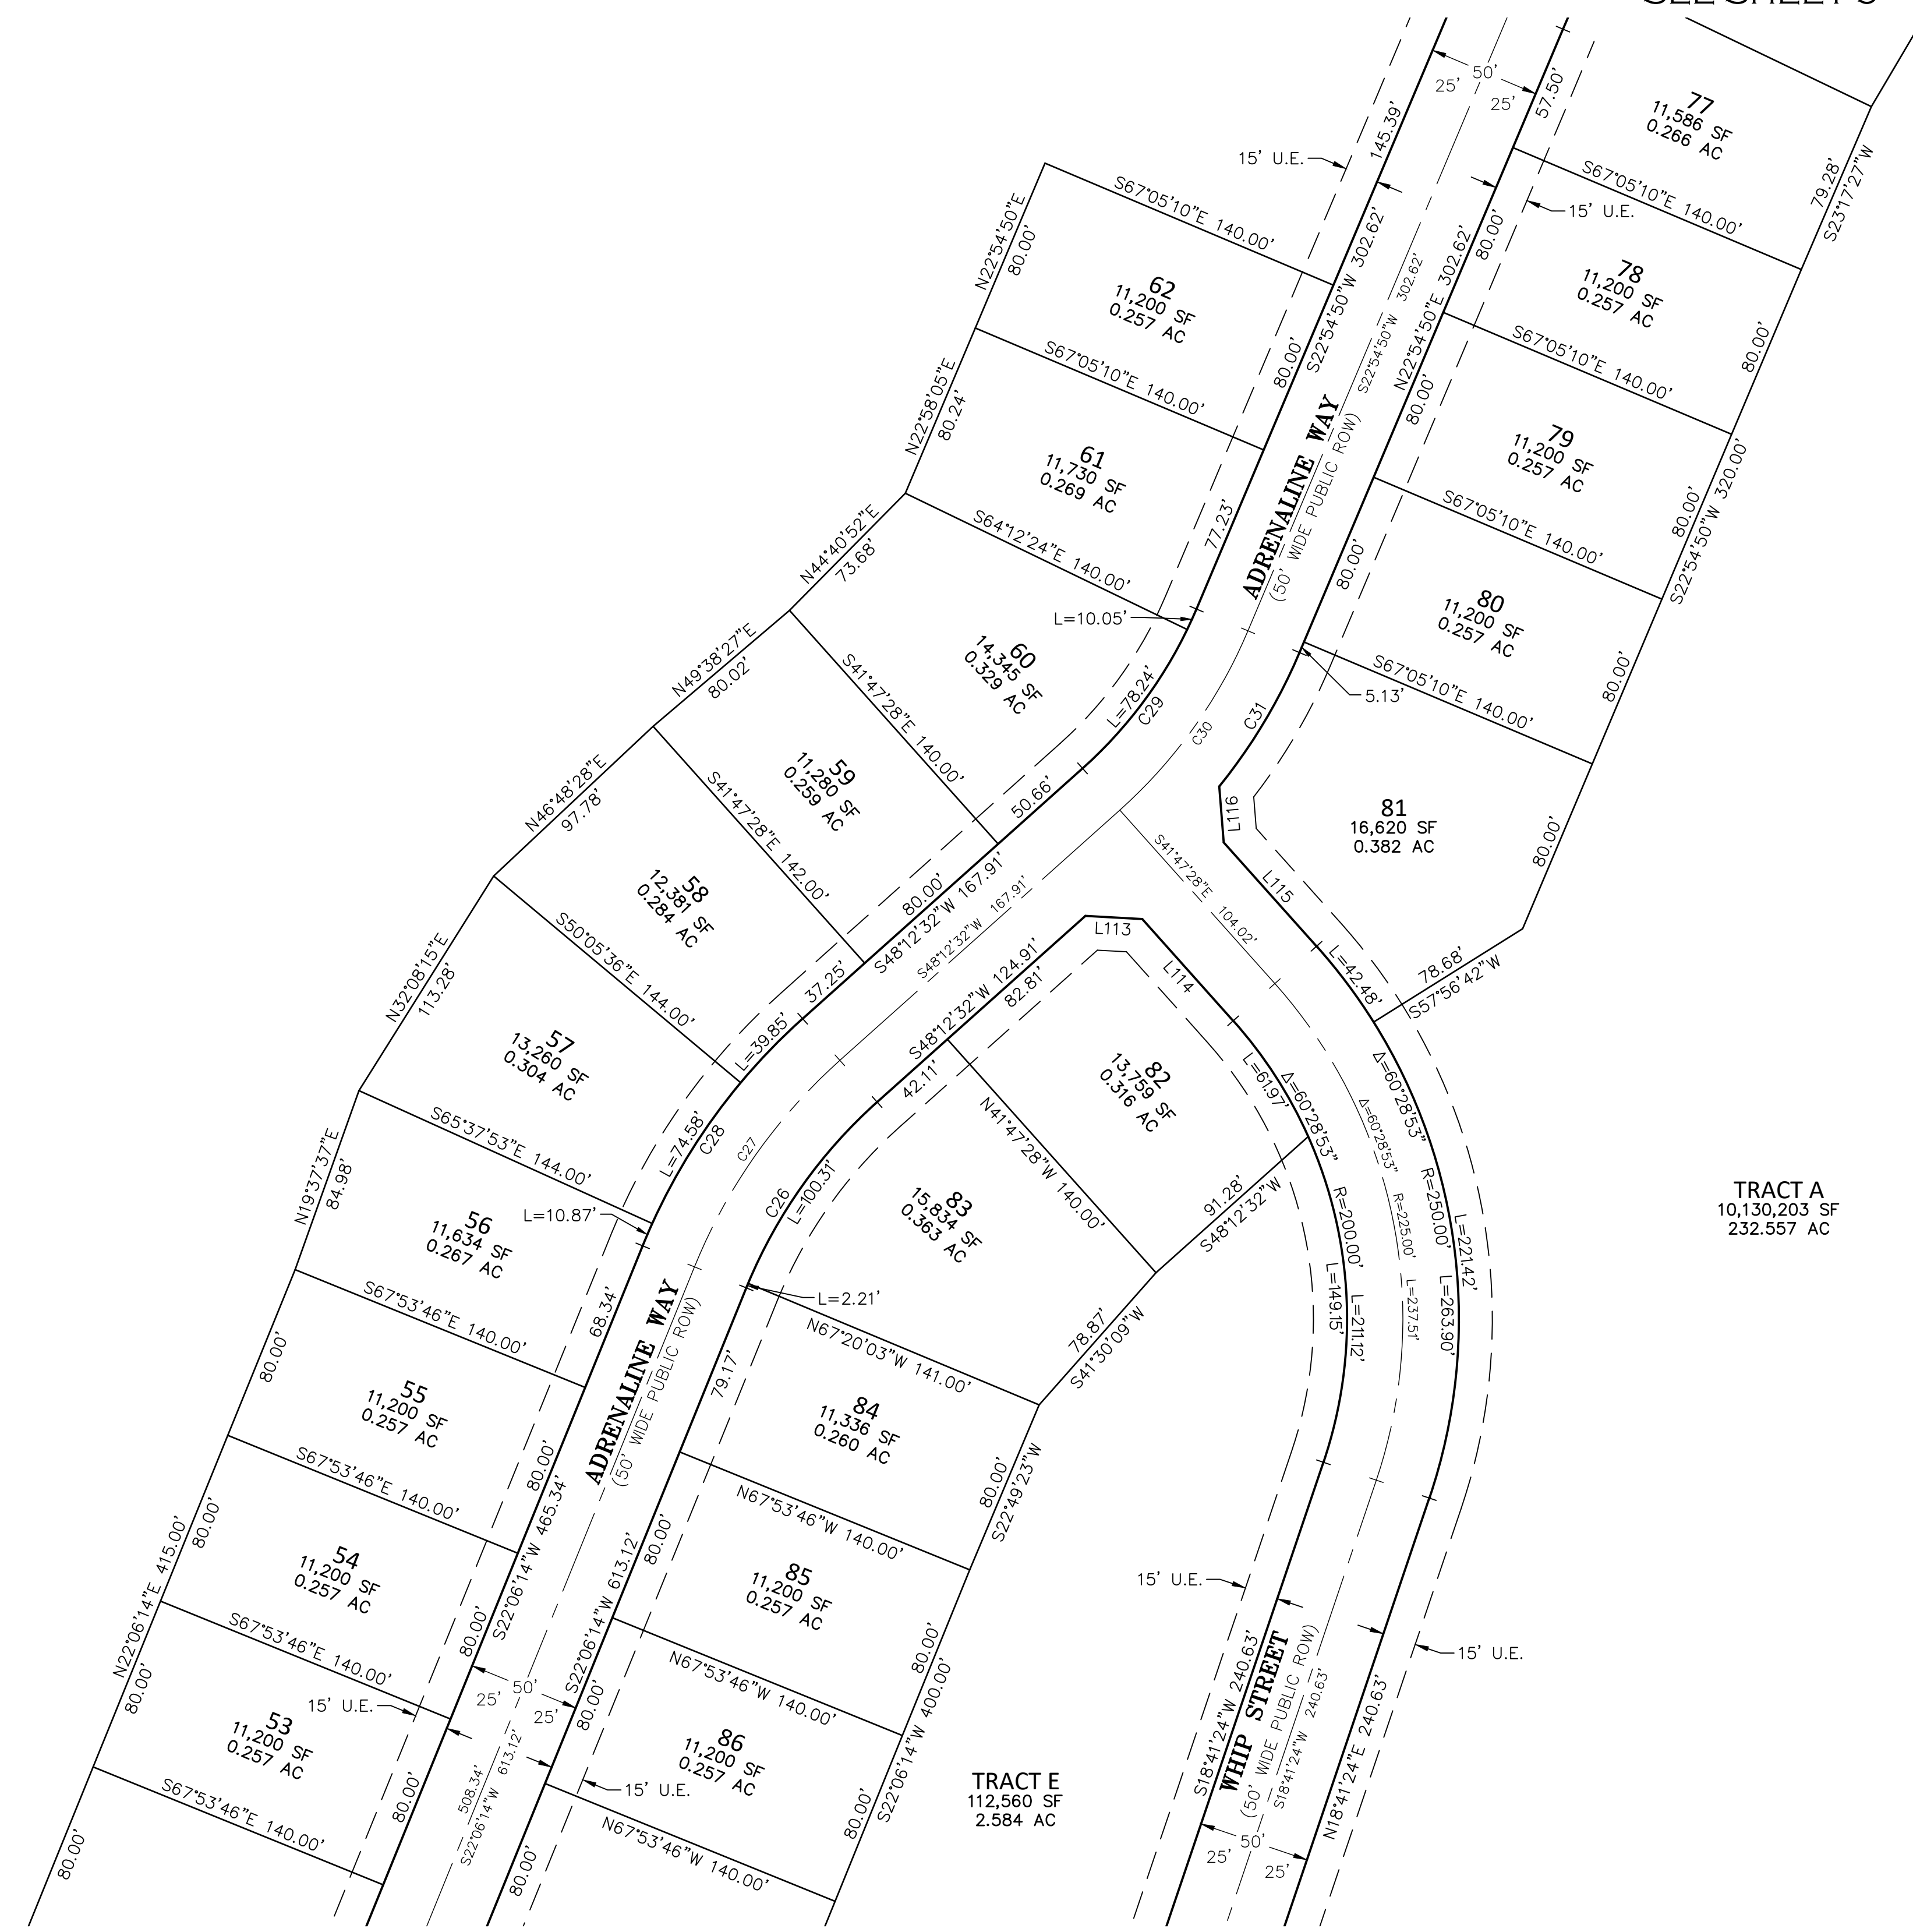 50'
25'
25'
57.50'
145.39'
15' U.E.
77
11,586 SF
0.266 AC
79.28'
S23°17'27"W
S67°05'10"E 140.00'
15' U.E.
S67°05'10"E 140.00'
N22°54'50"E
80.00'
62
11,200 SF
0.257 AC
80.00'
S22°54'50"W 302.62'
S22°54'50"W 302.62'
N22°54'50"E 302.62'
80.00'
78
11,200 SF
0.257 AC
80.00'
S67°05'10"E 140.00'
S67°05'10"E 140.00'
N22°58'05"E
80.24'
61
11,730 SF
0.269 AC
77.23'
ADRENALINE WAY
(50' WIDE PUBLIC ROW)
80.00'
79
11,200 SF
0.257 AC
80.00'
S22°54'50"W 320.00'
S67°05'10"E 140.00'
S64°12'24"E 140.00'
L=10.05'
N44°40'52"E
73.68'
60
14,345 SF
0.329 AC
L=78.24'
C29
C30
C31
80.00'
80
11,200 SF
0.257 AC
80.00'
S67°05'10"E 140.00'
5.13'
N49°38'27"E
80.02'
S41°47'28"E 140.00'
50.66'
59
11,280 SF
0.259 AC
80.00'
S48°12'32"W 167.91'
S48°12'32"W 167.91'
L116
L115
81
16,620 SF
0.382 AC
80.00'
78.68'
S57°56'42"W
L=42.48'
N46°48'28"E
97.78'
S41°47'28"E 142.00'
58
12,381 SF
0.284 AC
37.25'
L=39.85'
S41°47'28"E 104.02'
L113
L114
S48°12'32"W 124.91'
82.81'
42.11'
N32°08'15"E
113.28'
S50°05'36"E 144.00'
57
13,260 SF
0.304 AC
L=74.58'
C28
C27
C26
L=100.31'
82
13,759 SF
0.316 AC
L=61.97'
Δ=60°28'53"
R=200.00'
L=211.12'
L=149.15'
Δ=60°28'53"
R=225.00'
L=237.51'
Δ=60°28'53"
R=250.00'
L=263.90'
L=221.42'
TRACT A
10,130,203 SF
232.557 AC
N19°37'37"E
84.98'
S65°37'53"E 144.00'
L=10.87'
56
11,634 SF
0.267 AC
68.34'
N41°47'28"W 140.00'
91.28'
S48°12'32"W
83
15,834 SF
0.363 AC
L=2.21'
78.87'
S41°30'09"W
N67°20'03"W 141.00'
S67°53'46"E 140.00'
80.00'
55
11,200 SF
0.257 AC
80.00'
ADRENALINE WAY
(50' WIDE PUBLIC ROW)
79.17'
84
11,336 SF
0.260 AC
80.00'
S22°49'23"W
S67°53'46"E 140.00'
N67°53'46"W 140.00'
N22°06'14"E 415.00'
80.00'
54
11,200 SF
0.257 AC
80.00'
S22°06'14"W 465.34'
S22°06'14"W 613.12'
80.00'
85
11,200 SF
0.257 AC
80.00'
15' U.E.
15' U.E.
S67°53'46"E 140.00'
N67°53'46"W 140.00'
80.00'
53
11,200 SF
0.257 AC
15' U.E.
50'
25'
25'
80.00'
508.34'
S22°06'14"W 613.12'
80.00'
86
11,200 SF
0.257 AC
15' U.E.
80.00'
S22°06'14"W 400.00'
TRACT E
112,560 SF
2.584 AC
S18°41'24"W 240.63'
WHIP STREET
(50' WIDE PUBLIC ROW)
S18°41'24"W 240.63'
N18°41'24"E 240.63'
50'
25'
25'
S67°53'46"E 140.00'
N67°53'46"W 140.00'
80.00'
80.00'